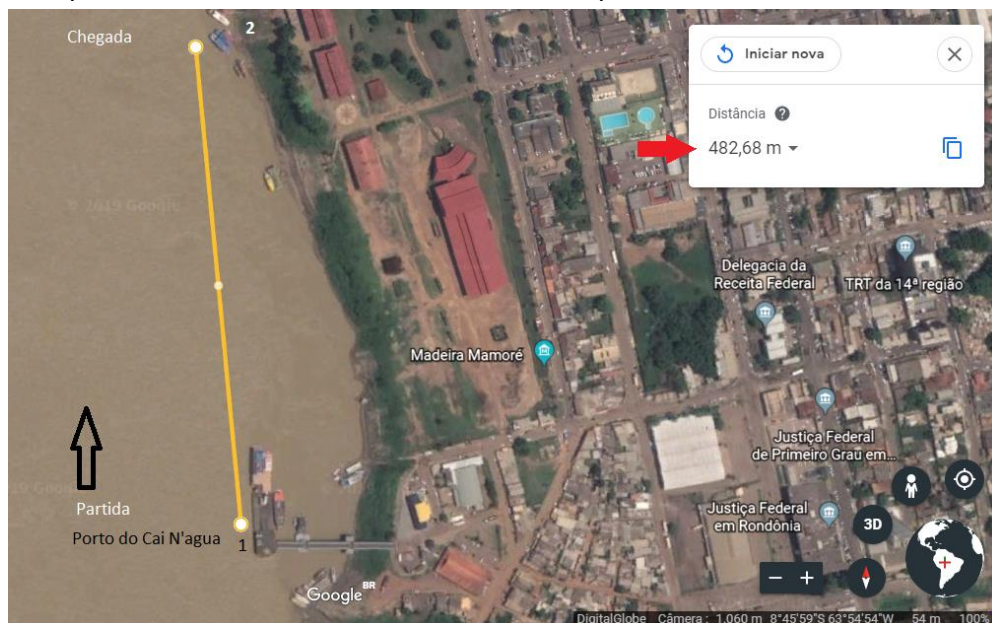 Chegada
2
Iniciar nova
Distância ?
482,68 m
© 2019 Google
Delegacia da
Receita Federal
TRT da 14ª região
Madeira Mamoré
Justiça Federal
de Primeiro Grau em...
Partida
Porto do Cai N'agua
1
Justiça Federal
em Rondônia
3D
Google
BR
DigitalGlobe Câmera: 1.060 m 8°45'59"S 63°54'54"W 54 m 100%